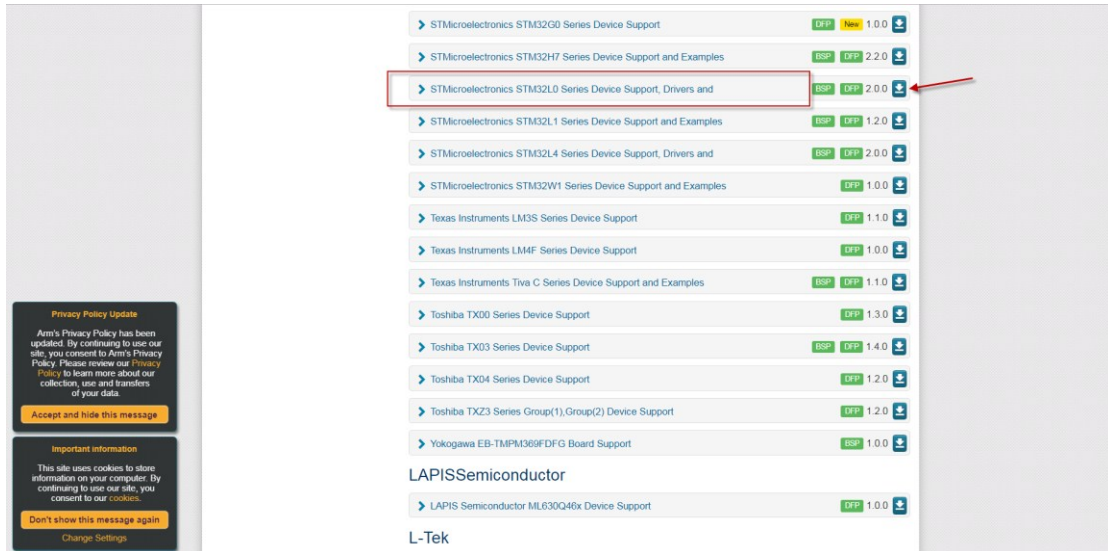 STMicroelectronics STM32G0 Series Device Support DFP New 1.0.0
STMicroelectronics STM32H7 Series Device Support and Examples BSP DFP 2.2.0
STMicroelectronics STM32L0 Series Device Support, Drivers and BSP DFP 2.0.0
STMicroelectronics STM32L1 Series Device Support and Examples BSP DFP 1.2.0
STMicroelectronics STM32L4 Series Device Support, Drivers and BSP DFP 2.0.0
STMicroelectronics STM32W1 Series Device Support and Examples DFP 1.0.0
Texas Instruments LM3S Series Device Support DFP 1.1.0
Texas Instruments LM4F Series Device Support DFP 1.0.0
Texas Instruments Tiva C Series Device Support and Examples BSP DFP 1.1.0
Toshiba TX00 Series Device Support DFP 1.3.0
Toshiba TX03 Series Device Support BSP DFP 1.4.0
Toshiba TX04 Series Device Support DFP 1.2.0
Toshiba TXZ3 Series Group(1),Group(2) Device Support DFP 1.2.0
Yokogawa EB-TMPM369FDFG Board Support BSP 1.0.0
LAPISSemiconductor
LAPIS Semiconductor ML630Q46x Device Support DFP 1.0.0
L-Tek
Privacy Policy Update
Arm's Privacy Policy has been
updated. By continuing to use our
site, you consent to Arm's Privacy
Policy. Please review our Privacy
Policy to learn more about our
collection, use and transfers
of your data.
Accept and hide this message
Important information
This site uses cookies to store
information on your computer. By
continuing to use our site, you
consent to our cookies.
Don't show this message again
Change Settings